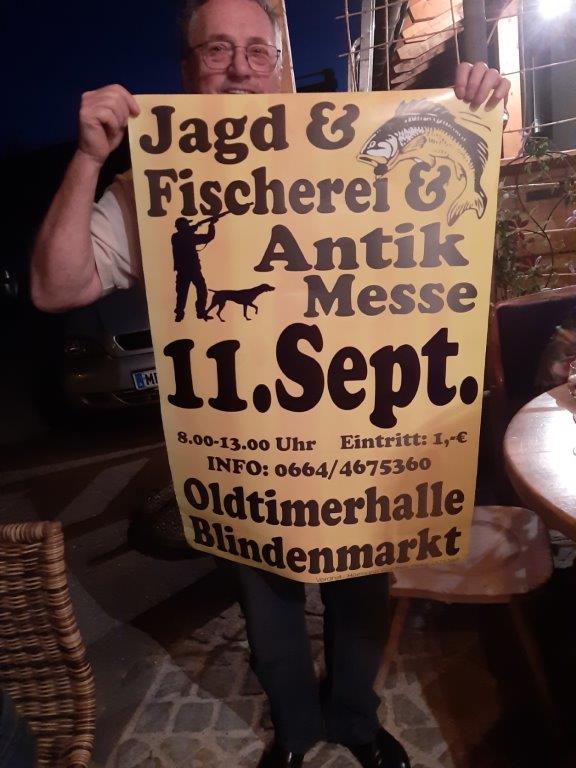 Jagd &
Fischerei &
Antik
Messe
11.Sept.
8.00-13.00 Uhr Eintritt: 1,-€
INFO: 0664/4675360
Oldtimerhalle
Blindenmarkt